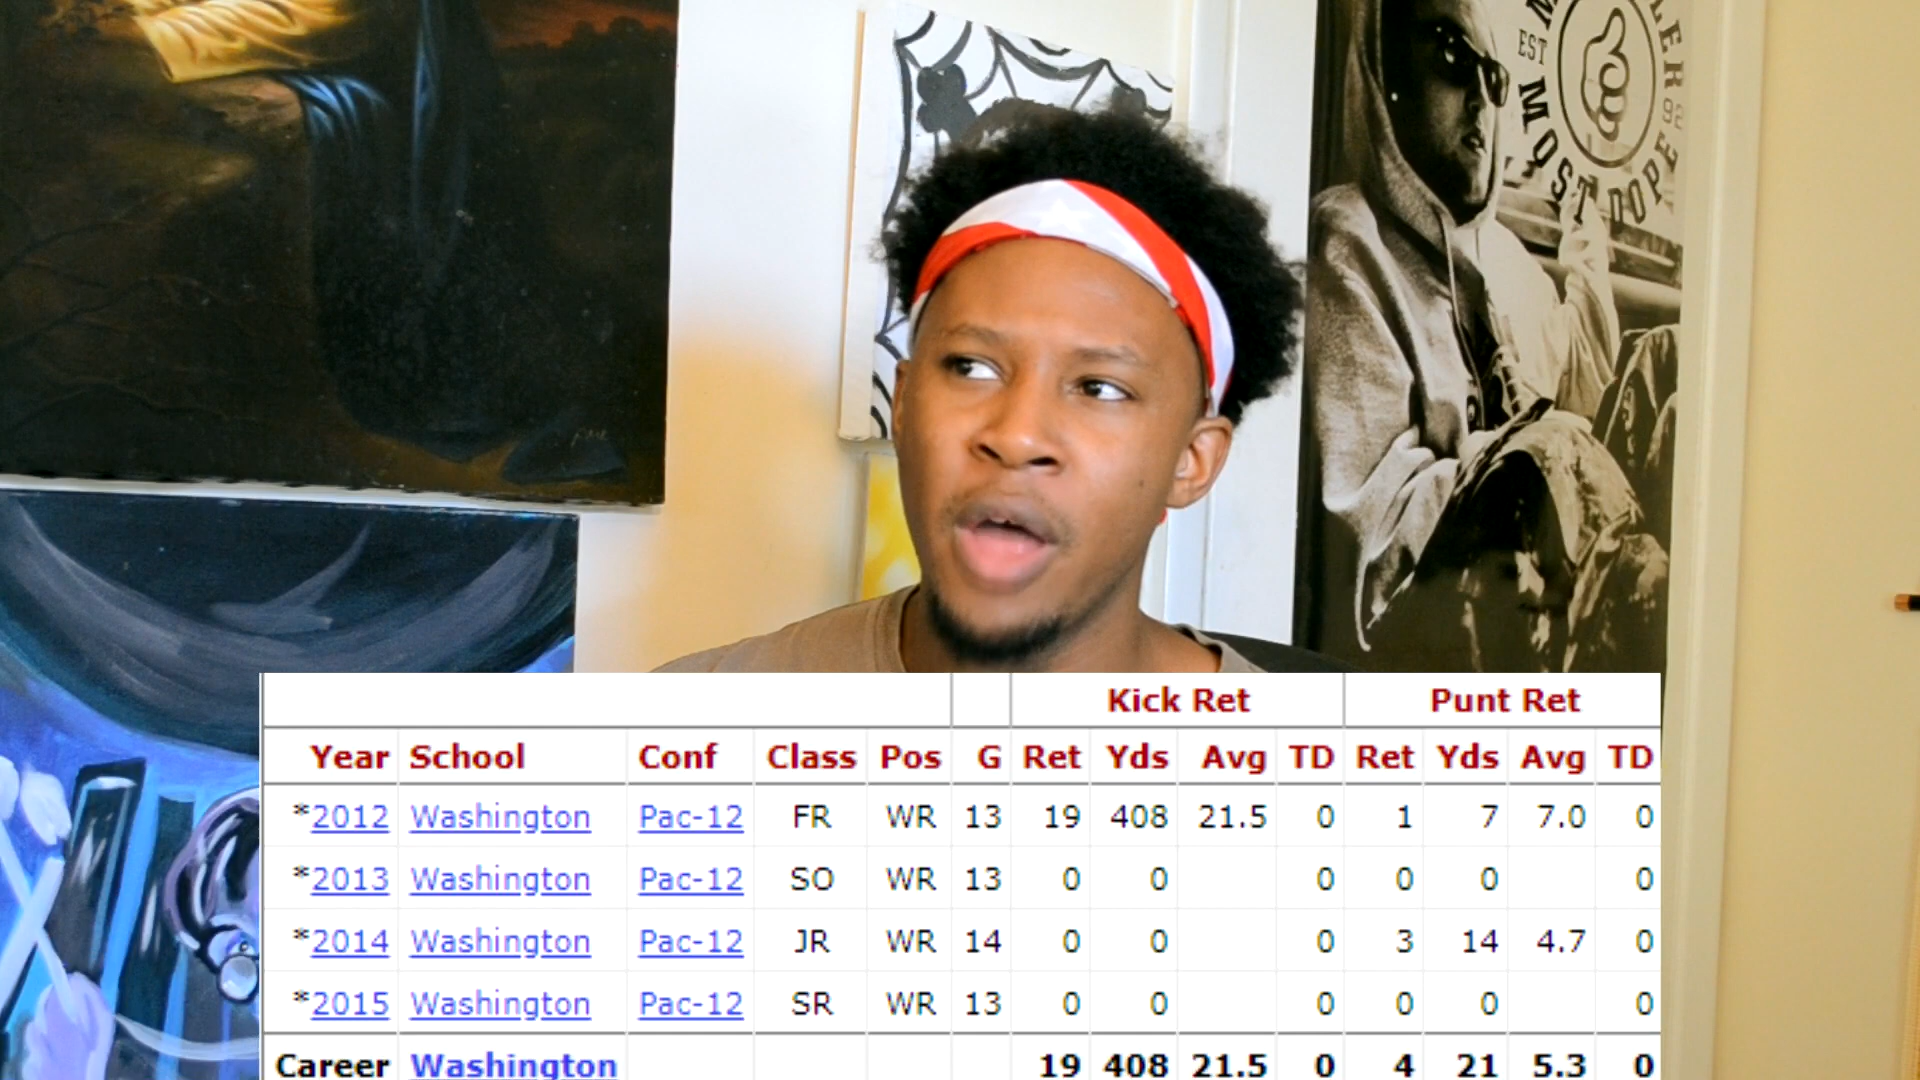 EST M LLER 92
MOST DOPE
Kick Ret Punt Ret
Year School Conf Class Pos G Ret Yds Avg TD Ret Yds Avg TD
*2012 Washington Pac-12 FR WR 13 19 408 21.5 0 1 7 7.0 0
*2013 Washington Pac-12 SO WR 13 0 0 0 0 0 0
*2014 Washington Pac-12 JR WR 14 0 0 0 3 14 4.7 0
*2015 Washington Pac-12 SR WR 13 0 0 0 0 0 0
Career Washington 19 408 21.5 0 4 21 5.3 0